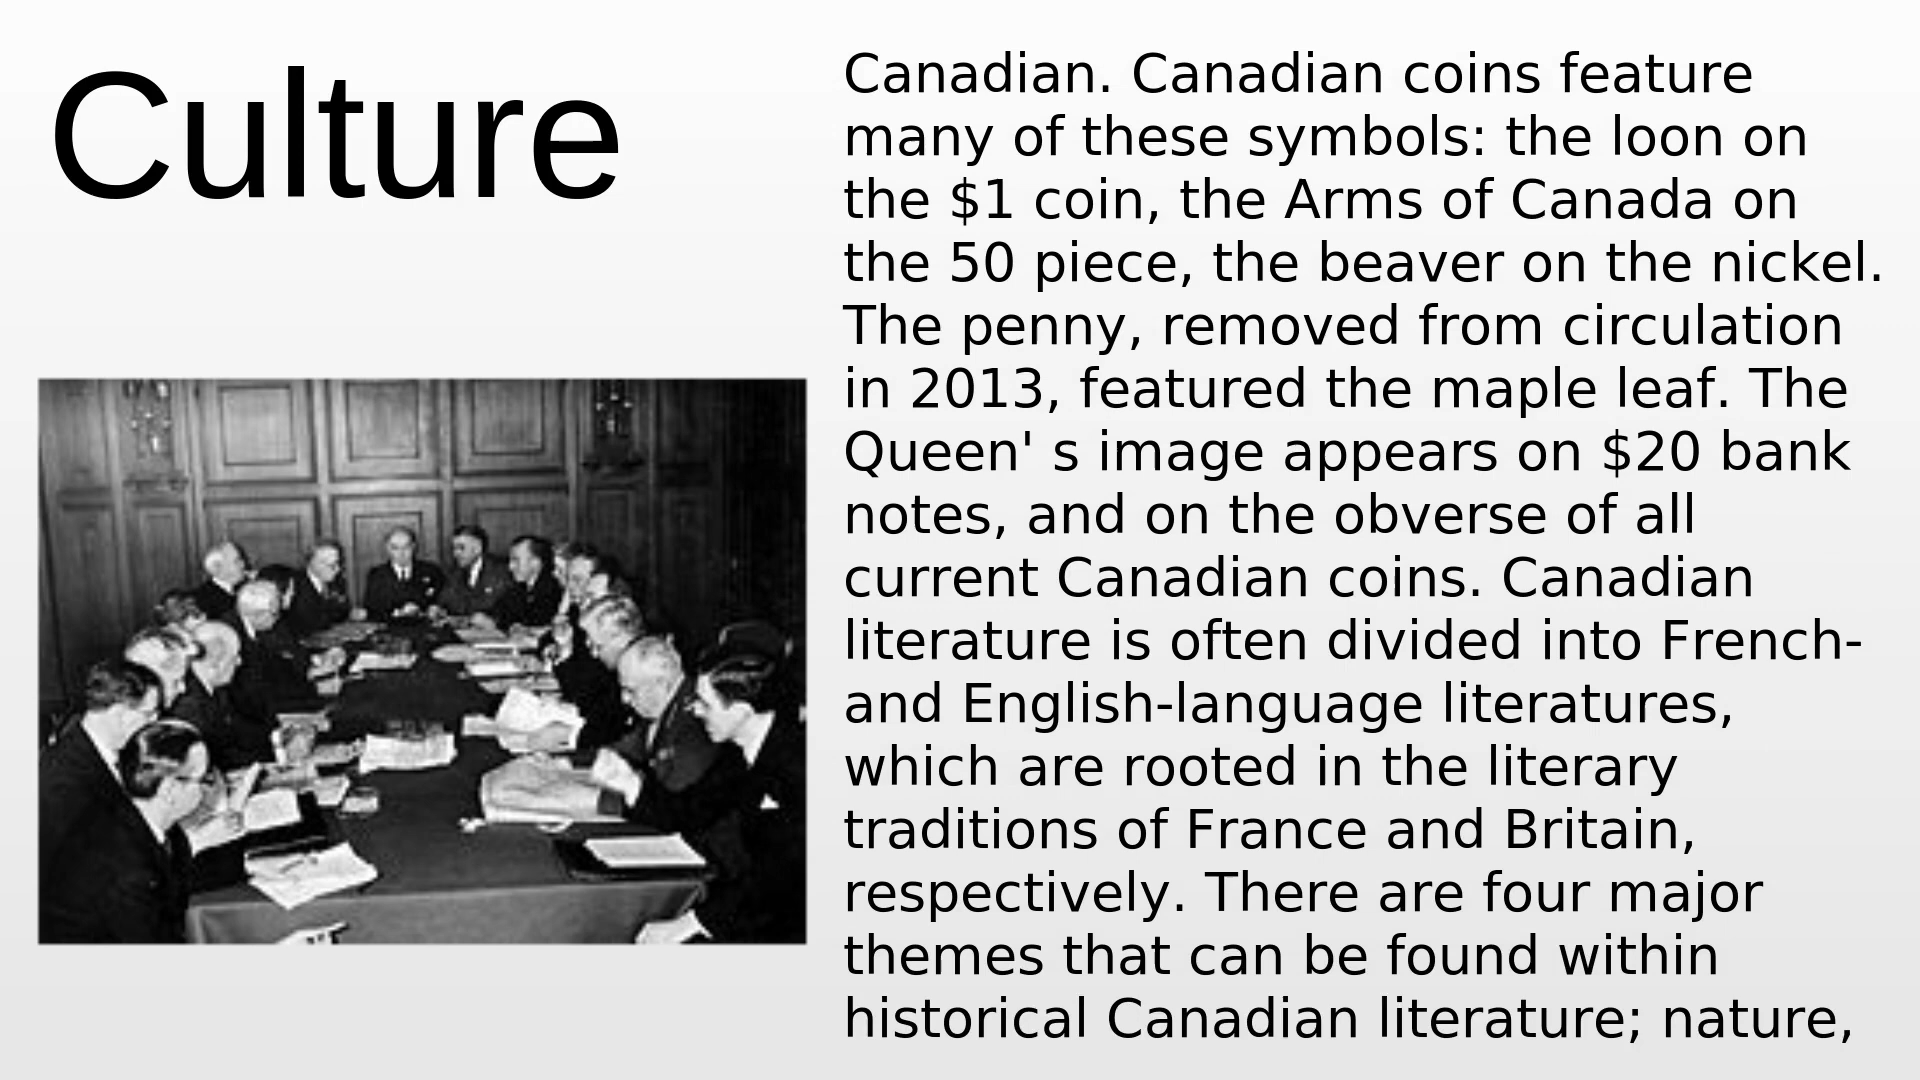 Culture
Canadian. Canadian coins feature
many of these symbols: the loon on
the $1 coin, the Arms of Canada on
the 50 piece, the beaver on the nickel.
The penny, removed from circulation
in 2013, featured the maple leaf. The
Queen' s image appears on $20 bank
notes, and on the obverse of all
current Canadian coins. Canadian
literature is often divided into French-
and English-language literatures,
which are rooted in the literary
traditions of France and Britain,
respectively. There are four major
themes that can be found within
historical Canadian literature; nature,